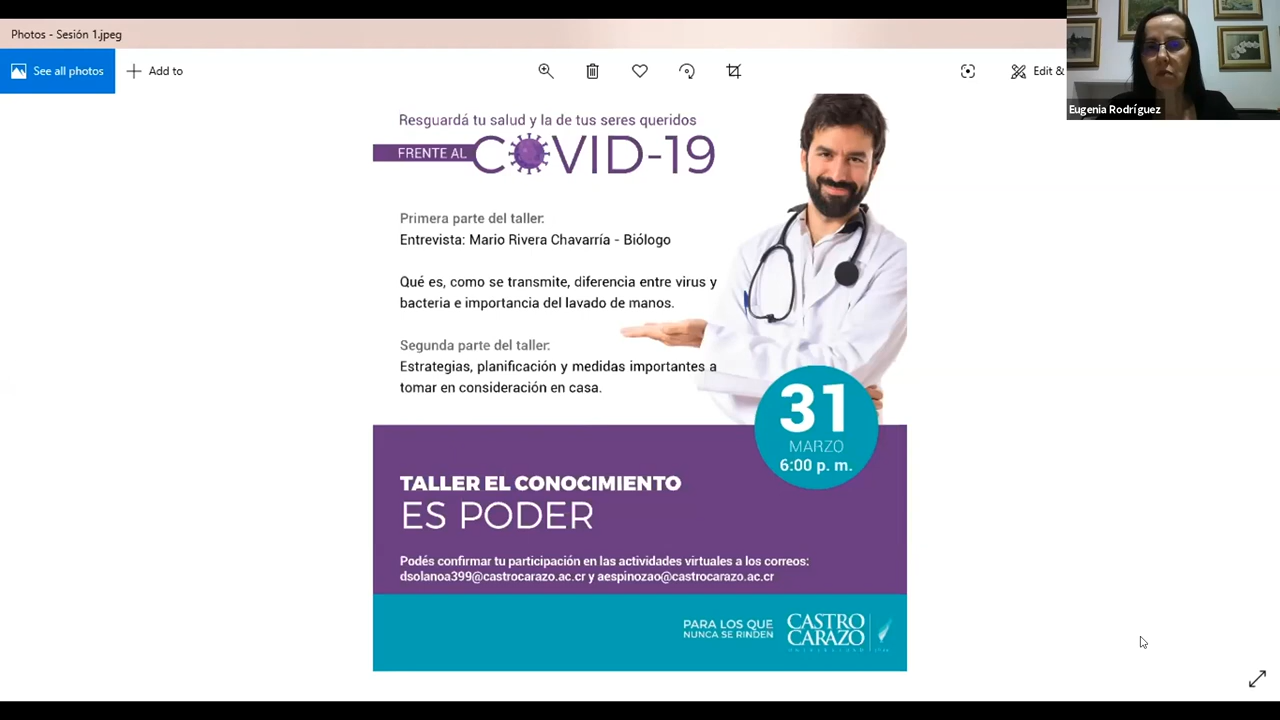 Photos - Sesión 1.jpeg
See all photos
Add to
Edit &
Eugenia Rodríguez
Resguardá tu salud y la de tus seres queridos
FRENTE AL COVID-19
Primera parte del taller:
Entrevista: Mario Rivera Chavarría - Biólogo
Qué es, como se transmite, diferencia entre virus y
bacteria e importancia del lavado de manos.
Segunda parte del taller:
Estrategias, planificación y medidas importantes a
tomar en consideración en casa.
31
MARZO
6:00 p. m.
TALLER EL CONOCIMIENTO
ES PODER
Podés confirmar tu participación en las actividades virtuales a los correos:
dsolanoa399@castrocarazo.ac.cr y aespinozao@castrocarazo.ac.cr
PARA LOS QUE
NUNCA SE RINDEN
CASTRO
CARAZO